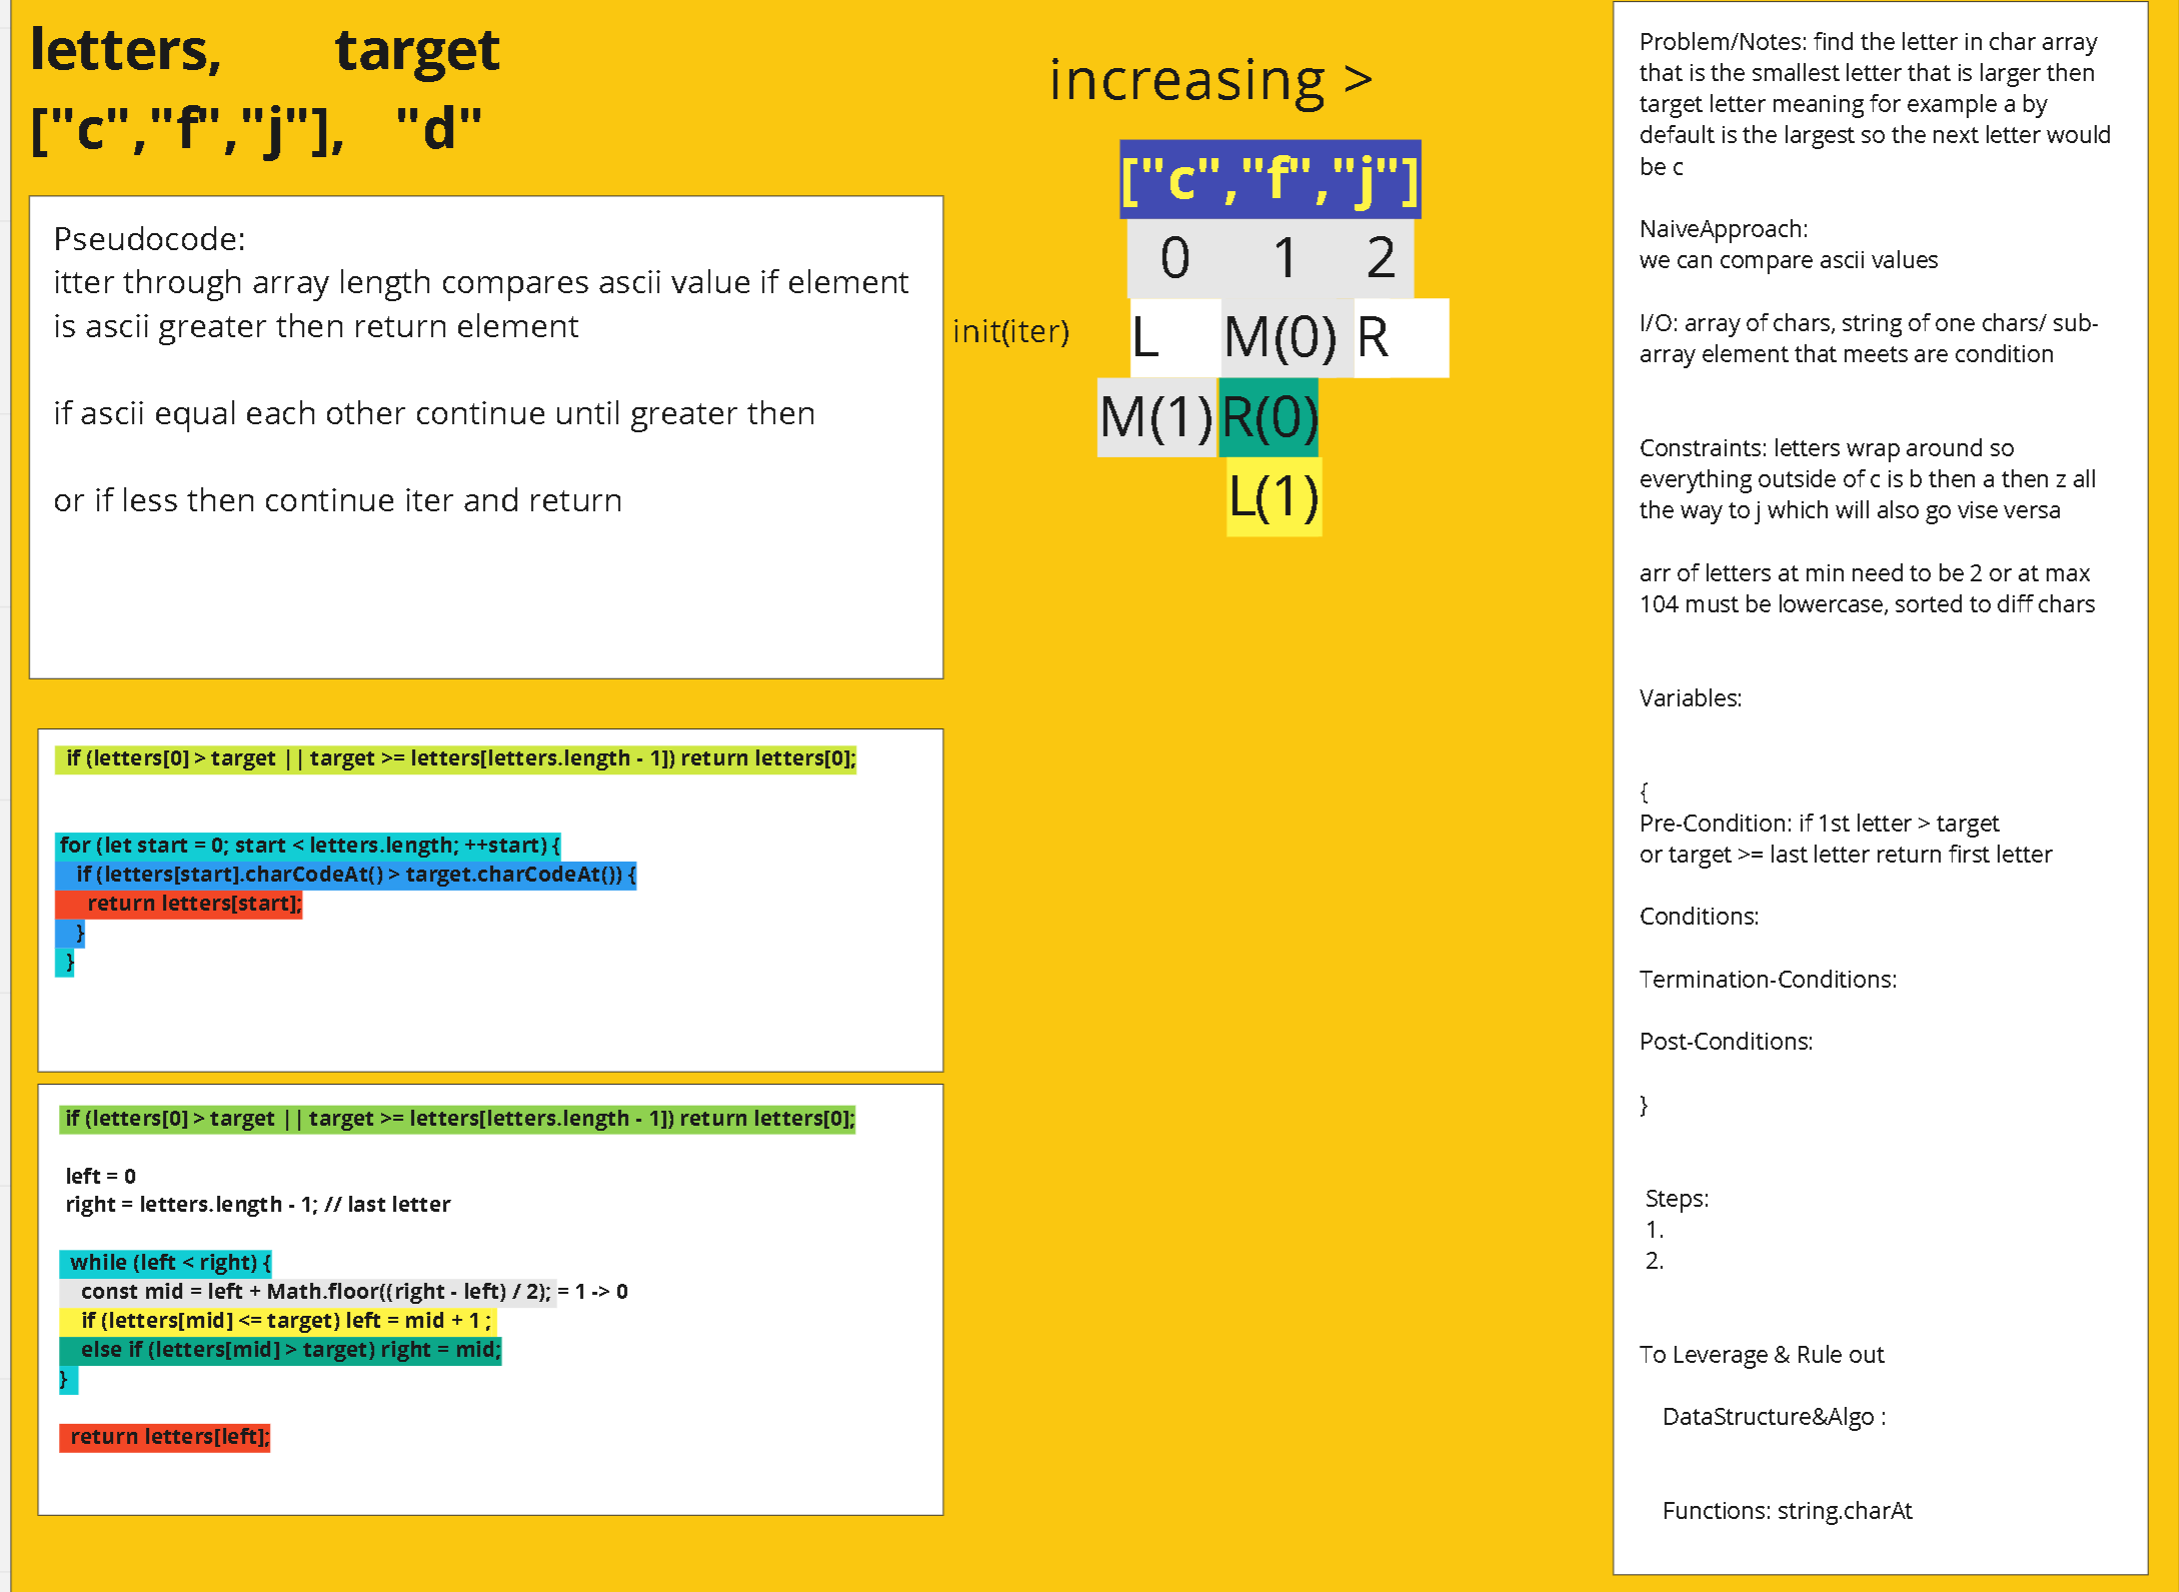 letters, target
["c","f","j"], "d"
Pseudocode:
itter through array length compares ascii value if element
is ascii greater then return element
if ascii equal each other continue until greater then
or if less then continue iter and return
if (letters[0] > target || target >= letters[letters.length - 1]) return letters[0];
for (let start = 0; start < letters.length; ++start) {
if (letters[start].charCodeAt() > target.charCodeAt()) {
return letters[start];
}
}
if (letters[0] > target || target >= letters[letters.length - 1]) return letters[0];
left = 0
right = letters.length - 1; // last letter
while (left < right) {
const mid = left + Math.floor((right - left) / 2); = 1 -> 0
if (letters[mid] <= target) left = mid + 1 ;
else if (letters[mid] > target) right = mid;
}
return letters[left];
increasing >
["c","f","j"]
0 1 2
init(iter) L M(0) R
M(1) R(0)
L(1)
Problem/Notes: find the letter in char array
that is the smallest letter that is larger then
target letter meaning for example a by
default is the largest so the next letter would
be c
NaiveApproach:
we can compare ascii values
I/O: array of chars, string of one chars/ sub-
array element that meets are condition
Constraints: letters wrap around so
everything outside of c is b then a then z all
the way to j which will also go vise versa
arr of letters at min need to be 2 or at max
104 must be lowercase, sorted to diff chars
Variables:
{
Pre-Condition: if 1st letter > target
or target >= last letter return first letter
Conditions:
Termination-Conditions:
Post-Conditions:
}
Steps:
1.
2.
To Leverage & Rule out
DataStructure&Algo :
Functions: string.charAt